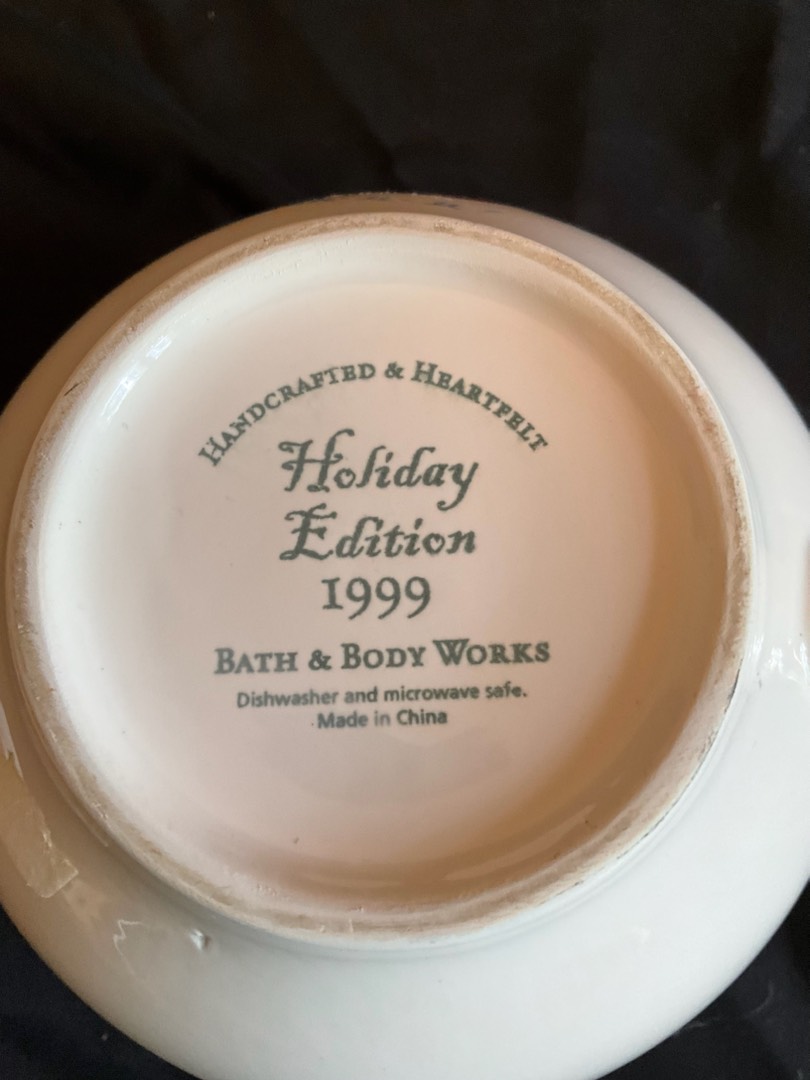 HANDCRAFTED & HEARTFELT
Holiday
Edition
1999
BATH & BODY WORKS
Dishwasher and microwave safe.
Made in China